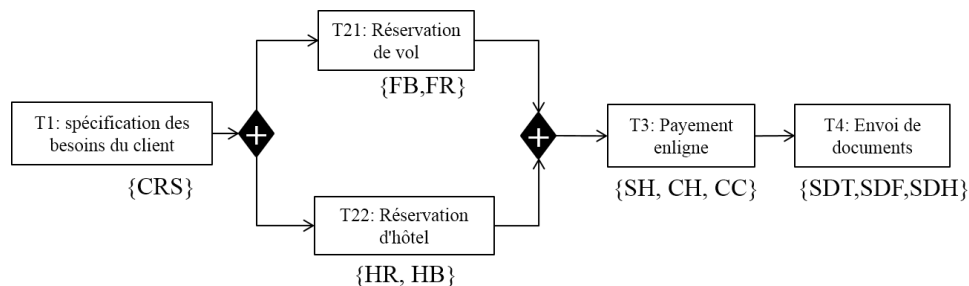 T21: Réservation
de vol
{FB,FR}
T1: spécification des
besoins du client
{CRS}
+
+
T3: Payement
enligne
{SH, CH, CC}
T4: Envoi de
documents
{SDT,SDF,SDH}
T22: Réservation
d'hôtel
{HR, HB}